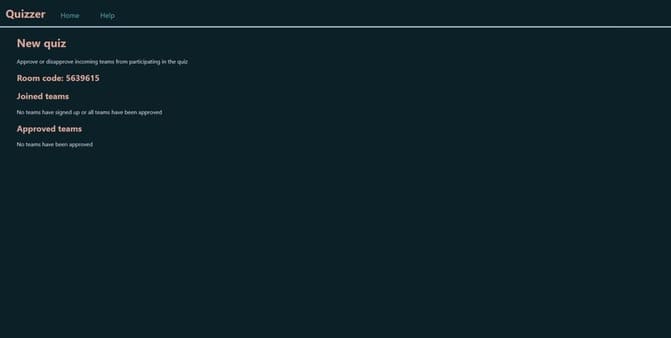 Quizzer Home Help
New quiz
Approve or disapprove incoming teams from participating in the quiz
Room code: 5639615
Joined teams
No teams have signed up or all teams have been approved
Approved teams
No teams have been approved